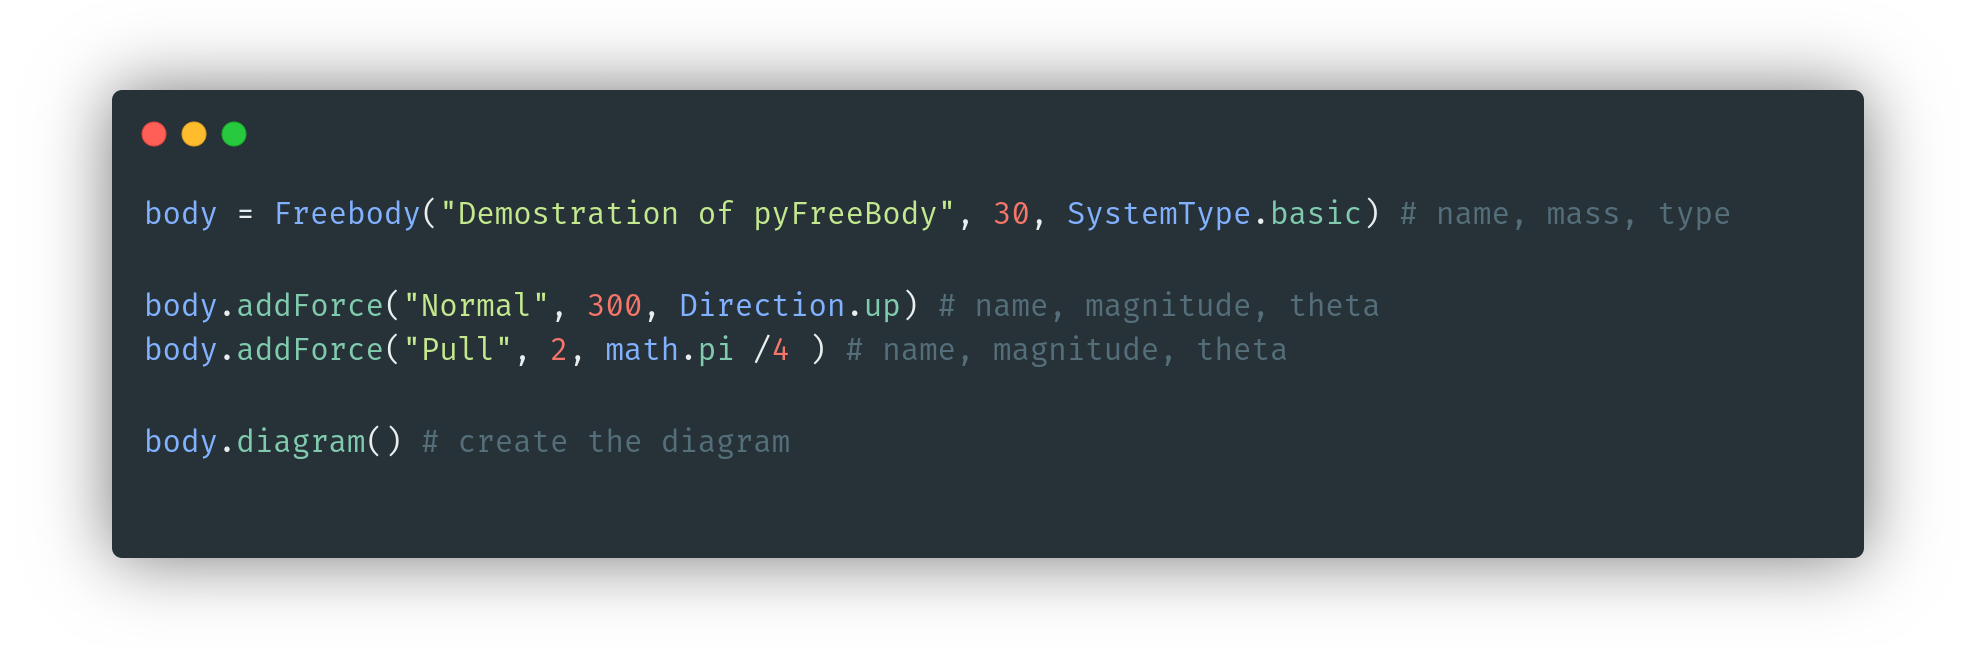 body = Freebody("Demostration of pyFreeBody", 30, SystemType.basic) # name, mass, type
body.addForce("Normal", 300, Direction.up) # name, magnitude, theta
body.addForce("Pull", 2, math.pi /4 ) # name, magnitude, theta
body.diagram() # create the diagram